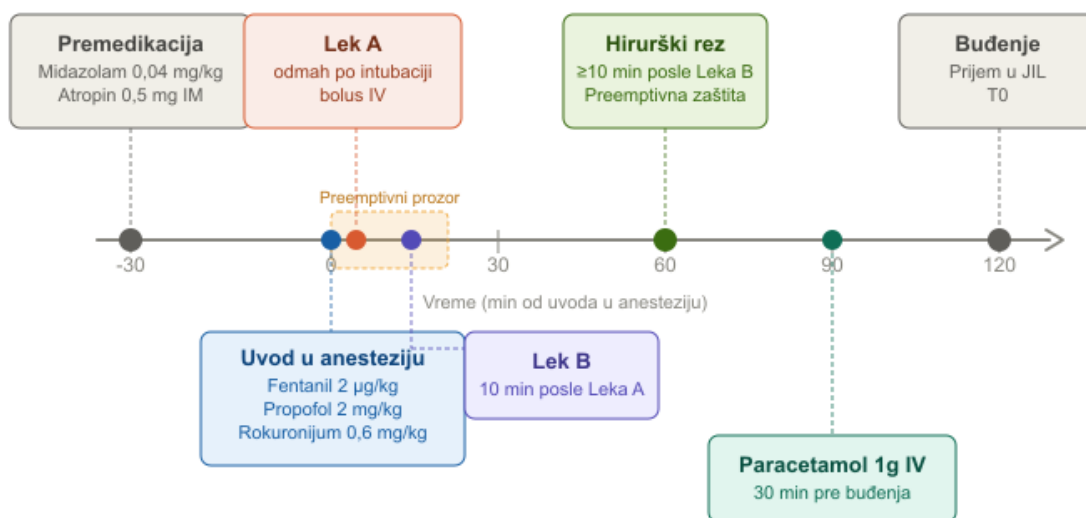 Premedikacija
Midazolam 0,04 mg/kg
Atropin 0,5 mg IM
Lek A
odmah po intubaciji
bolus IV
Hirurški rez
≥10 min posle Leka B
Preemptivna zaštita
Buđenje
Prijem u JIL
T0
Preemptivni prozor
-30
0
30
60
90
120
Vreme (min od uvoda u anesteziju)
Uvod u anesteziju
Fentanil 2 µg/kg
Propofol 2 mg/kg
Rokuronijum 0,6 mg/kg
Lek B
10 min posle Leka A
Paracetamol 1g IV
30 min pre buđenja